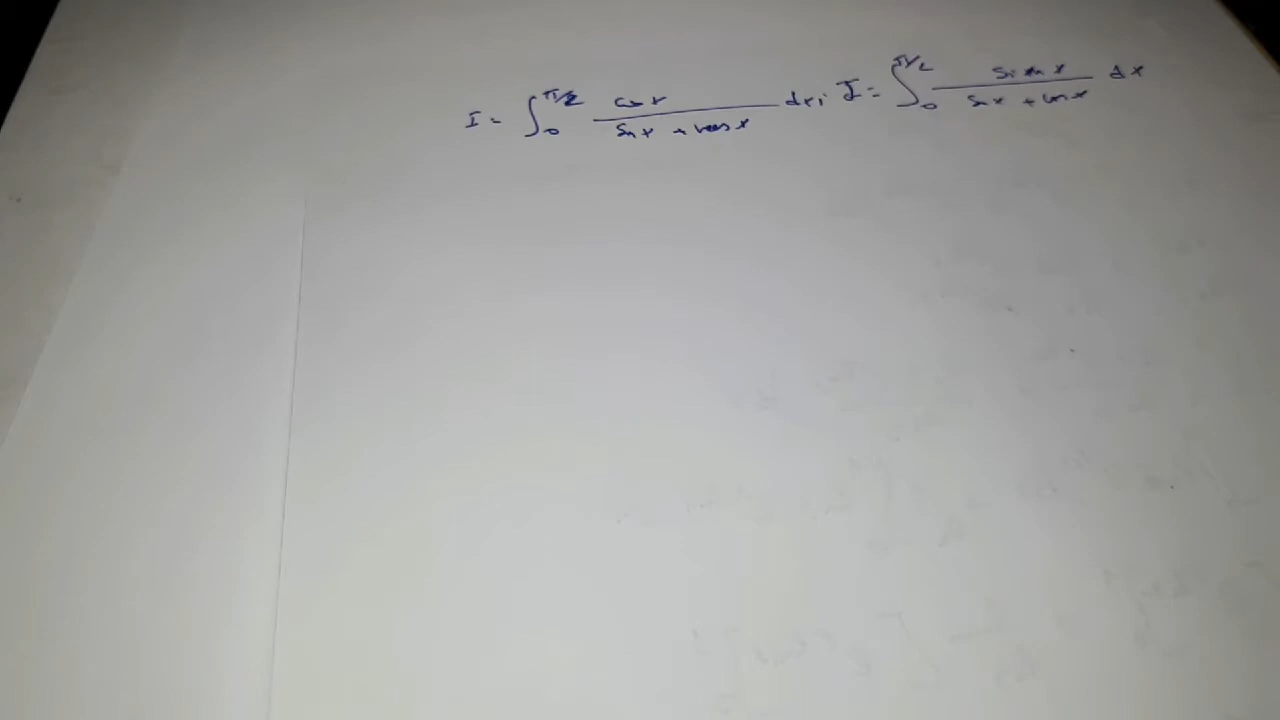 I = ∫₀^{π/2} cos x / (sin x + cos x) dx ; J = ∫₀^{π/2} sin x / (sin x + cos x) dx